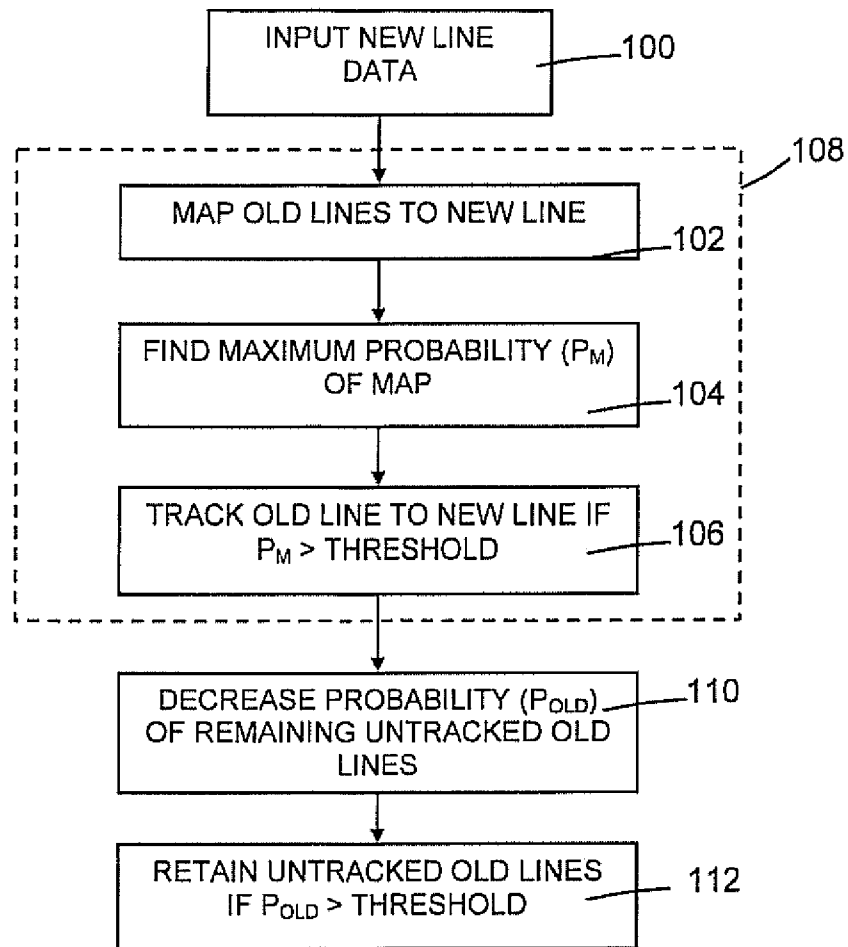 INPUT NEW LINE
DATA
100
108
MAP OLD LINES TO NEW LINE
102
FIND MAXIMUM PROBABILITY (PM)
OF MAP
104
TRACK OLD LINE TO NEW LINE IF
PM > THRESHOLD
106
DECREASE PROBABILITY (POLD)
OF REMAINING UNTRACKED OLD
LINES
110
RETAIN UNTRACKED OLD LINES
IF POLD > THRESHOLD
112